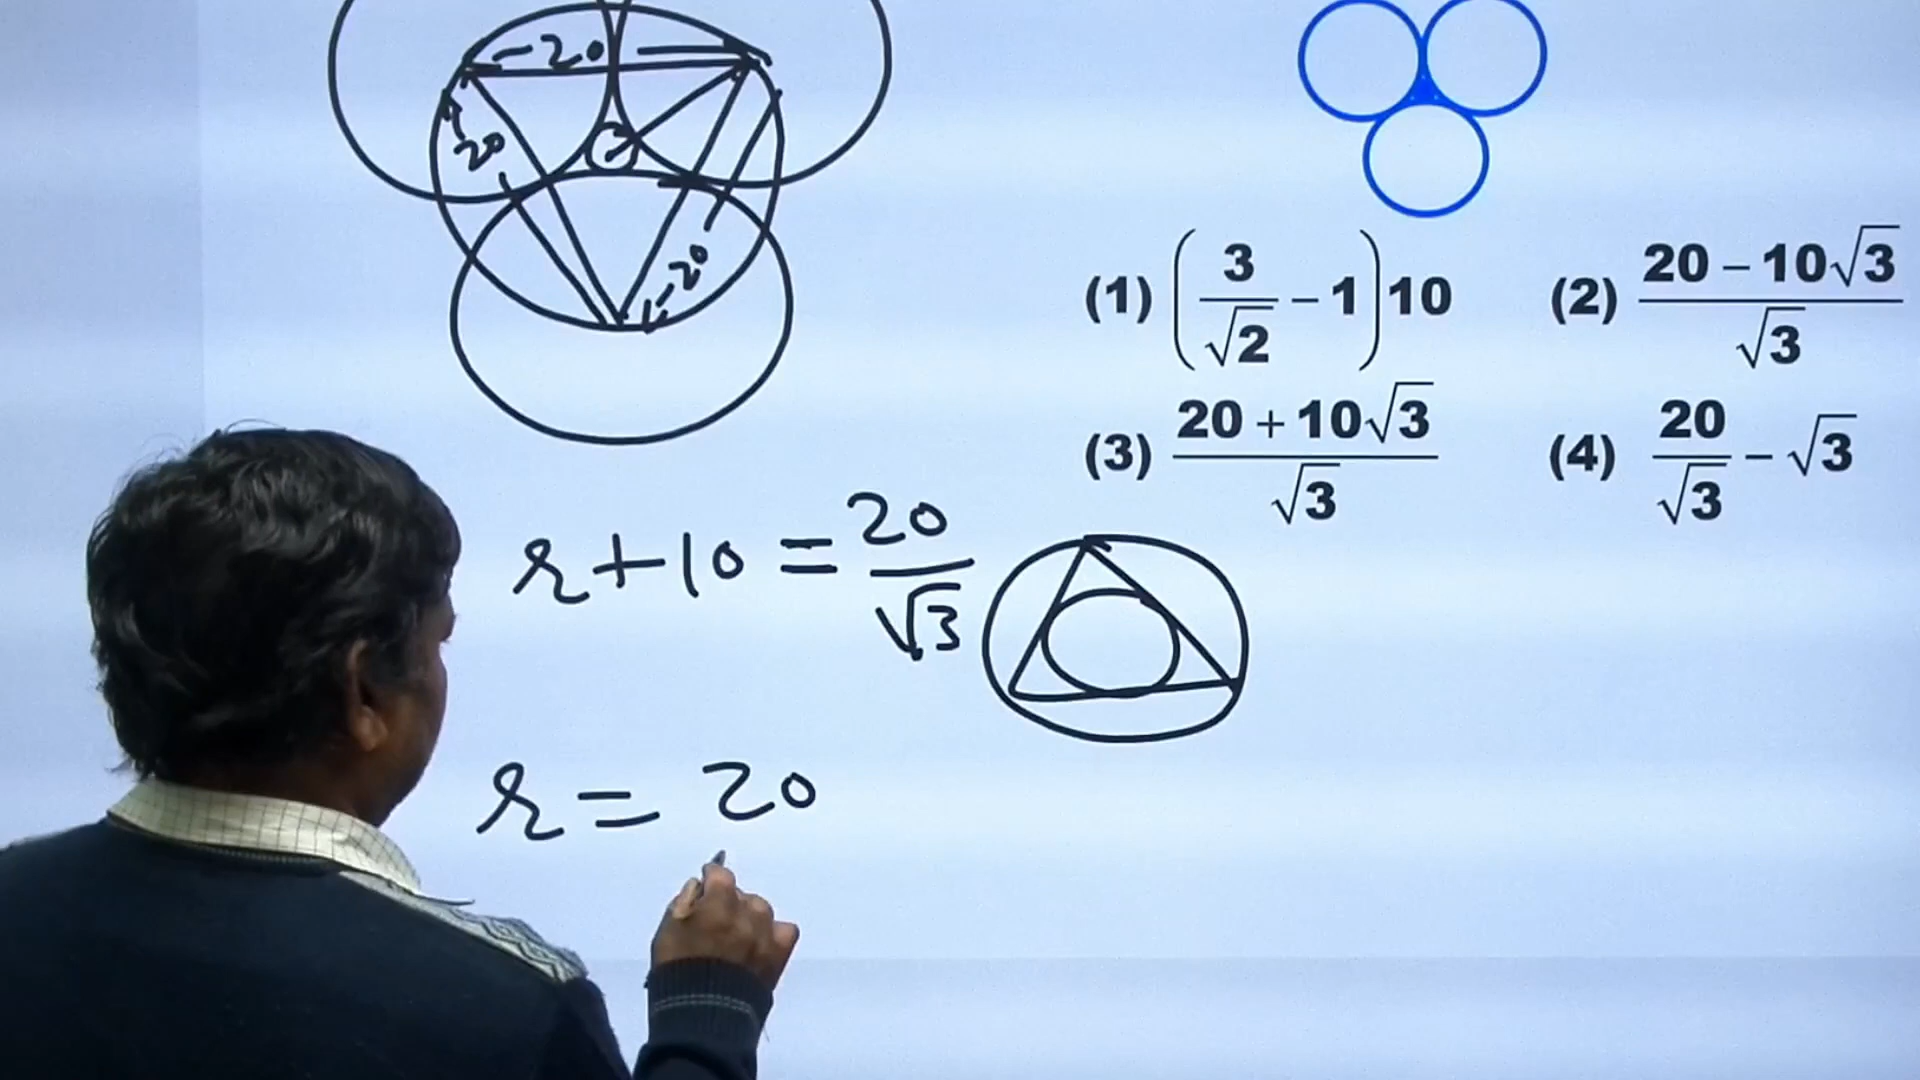 20
20
20
(1) (3/√2 − 1)10
(2) (20 − 10√3)/√3
(3) (20 + 10√3)/√3
(4) 20/√3 − √3
r + 10 = 20/√3
r = 20